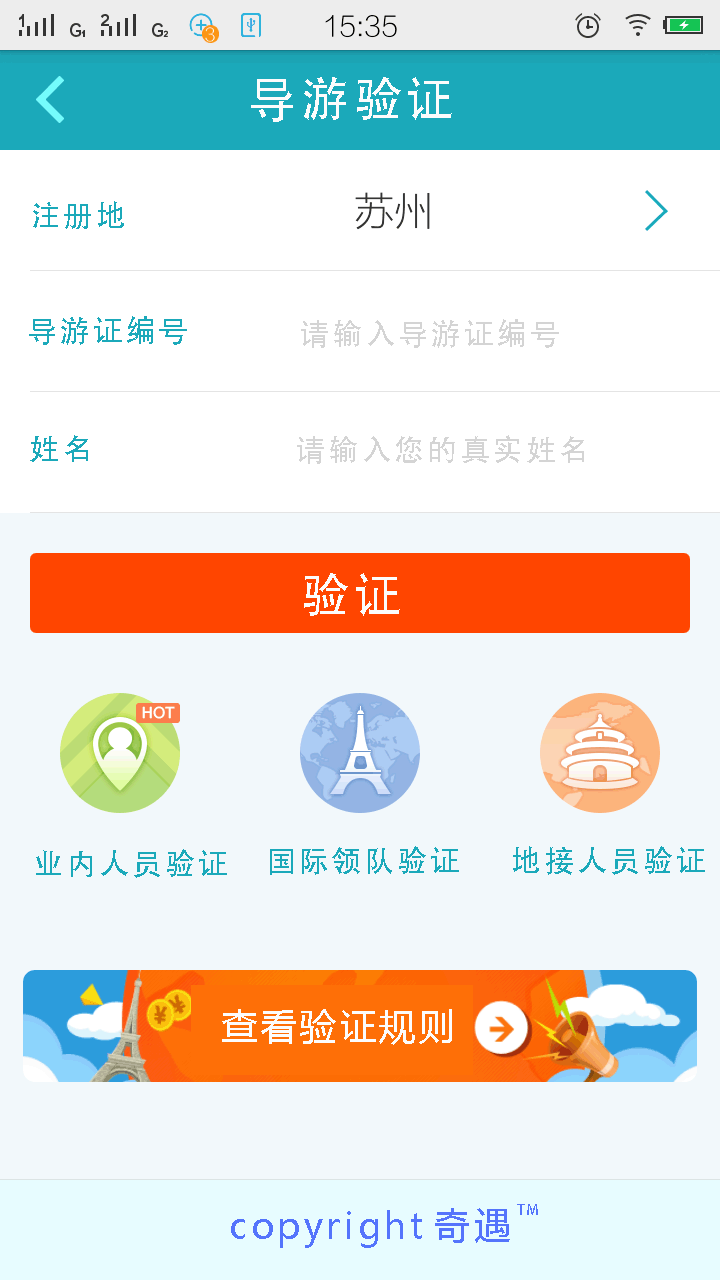 1 G1 2 G2 3 15:35
导游验证
注册地 苏州
导游证编号 请输入导游证编号
姓名 请输入您的真实姓名
验证
HOT
业内人员验证 国际领队验证 地接人员验证
¥ ¥
查看验证规则
copyright 奇遇™